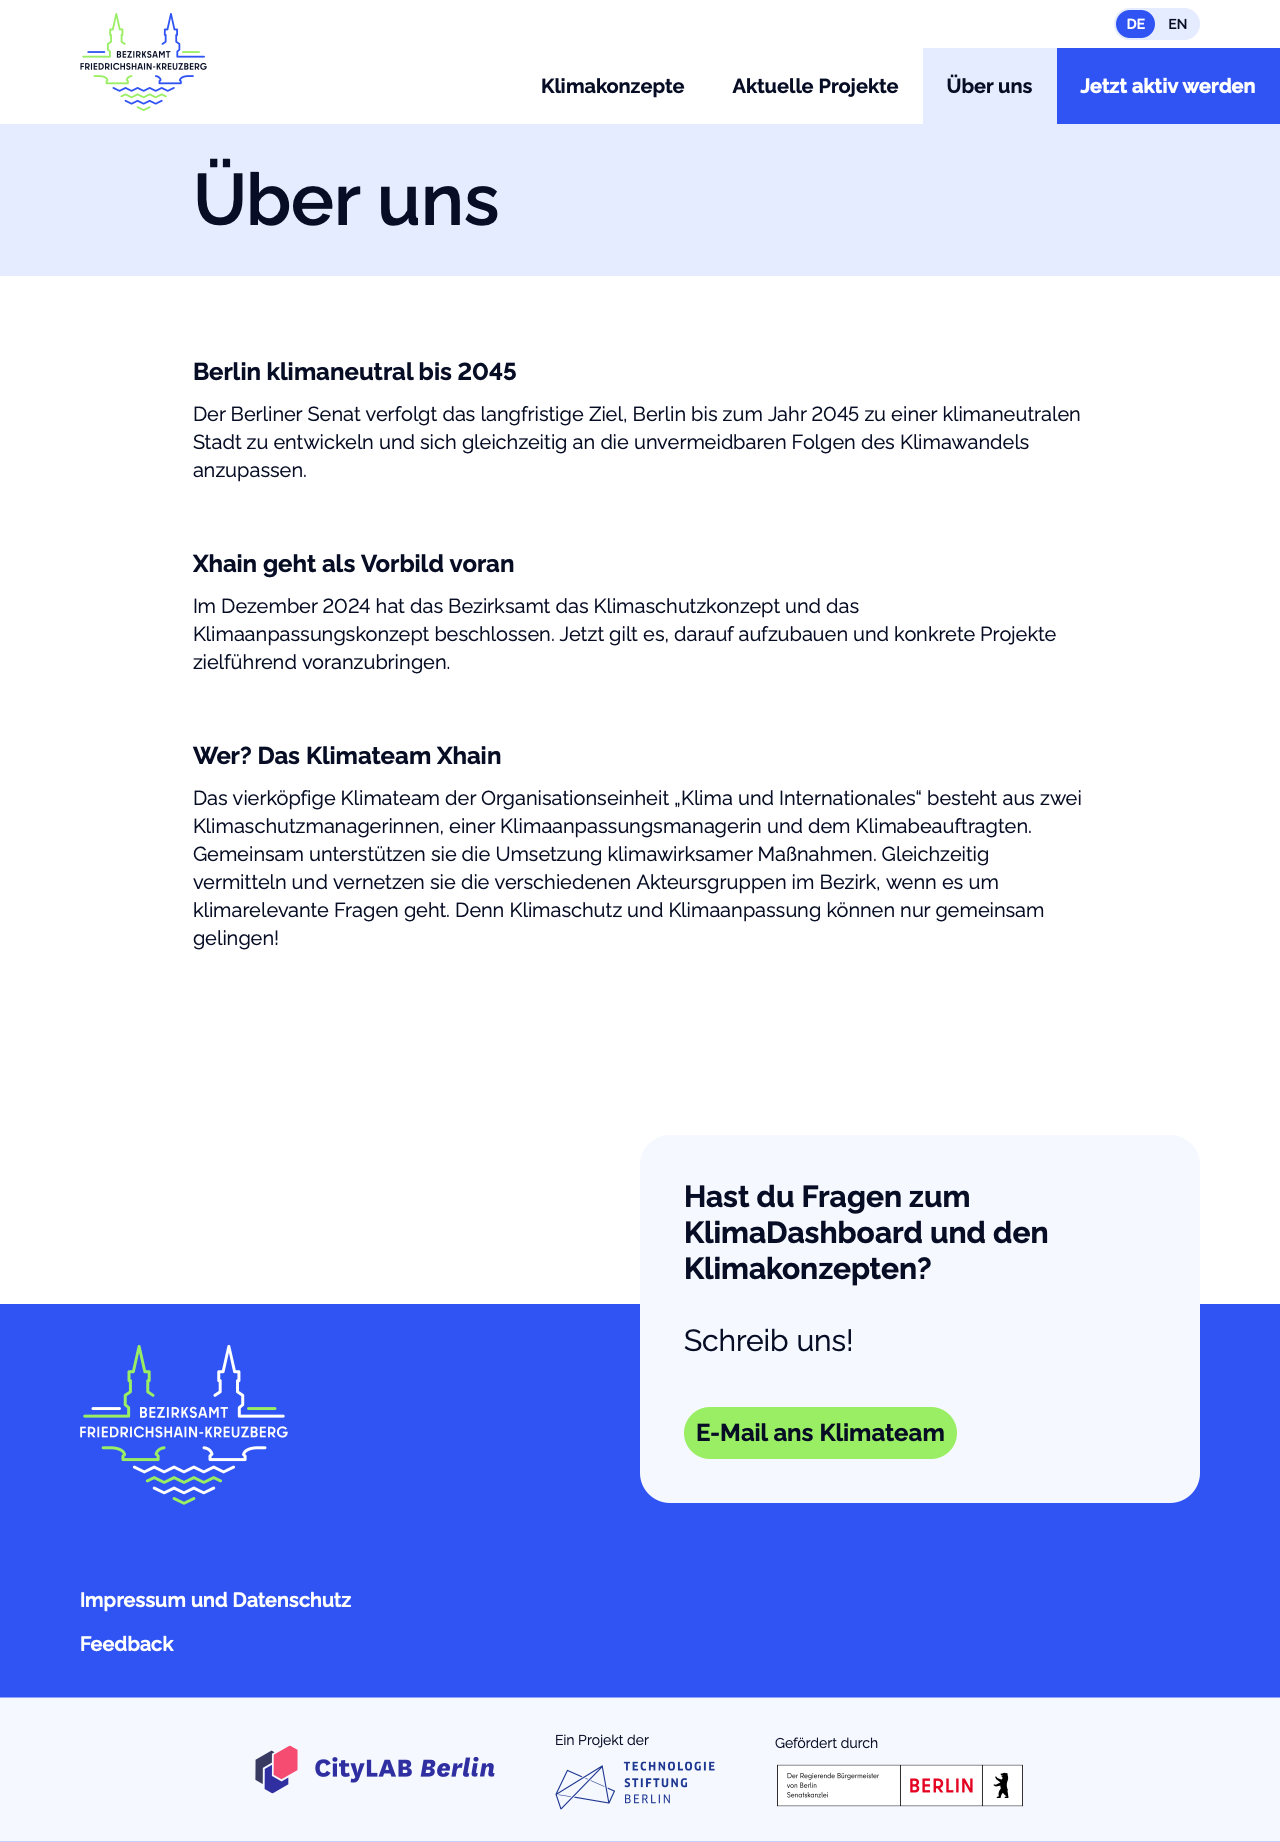 DE EN
BEZIRKSAMT
FRIEDRICHSHAIN-KREUZBERG
Klimakonzepte Aktuelle Projekte Über uns Jetzt aktiv werden
Über uns
Berlin klimaneutral bis 2045
Der Berliner Senat verfolgt das langfristige Ziel, Berlin bis zum Jahr 2045 zu einer klimaneutralen
Stadt zu entwickeln und sich gleichzeitig an die unvermeidbaren Folgen des Klimawandels
anzupassen.
Xhain geht als Vorbild voran
Im Dezember 2024 hat das Bezirksamt das Klimaschutzkonzept und das
Klimaanpassungskonzept beschlossen. Jetzt gilt es, darauf aufzubauen und konkrete Projekte
zielführend voranzubringen.
Wer? Das Klimateam Xhain
Das vierköpfige Klimateam der Organisationseinheit „Klima und Internationales“ besteht aus zwei
Klimaschutzmanagerinnen, einer Klimaanpassungsmanagerin und dem Klimabeauftragten.
Gemeinsam unterstützen sie die Umsetzung klimawirksamer Maßnahmen. Gleichzeitig
vermitteln und vernetzen sie die verschiedenen Akteursgruppen im Bezirk, wenn es um
klimarelevante Fragen geht. Denn Klimaschutz und Klimaanpassung können nur gemeinsam
gelingen!
Hast du Fragen zum
KlimaDashboard und den
Klimakonzepten?
Schreib uns!
E-Mail ans Klimateam
BEZIRKSAMT
FRIEDRICHSHAIN-KREUZBERG
Impressum und Datenschutz
Feedback
CityLAB Berlin
Ein Projekt der
TECHNOLOGIE
STIFTUNG
BERLIN
Gefördert durch
Der Regierende Bürgermeister
von Berlin
Senatskanzlei
BERLIN